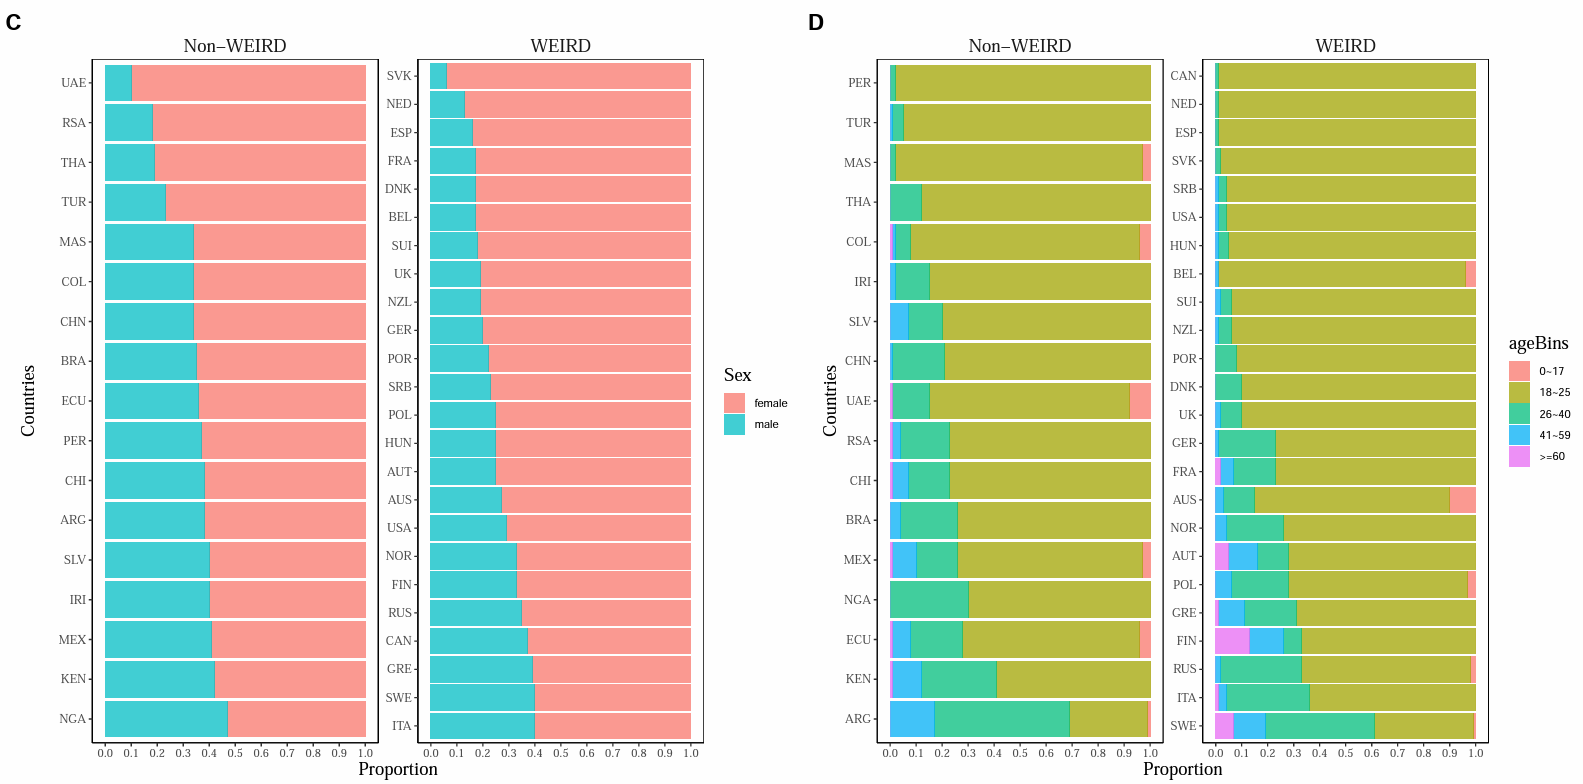 C
Non–WEIRD
WEIRD
Countries
UAE
RSA
THA
TUR
MAS
COL
CHN
BRA
ECU
PER
CHI
ARG
SLV
IRI
MEX
KEN
NGA
0.0 0.1 0.2 0.3 0.4 0.5 0.6 0.7 0.8 0.9 1.0
SVK
NED
ESP
FRA
DNK
BEL
SUI
UK
NZL
GER
POR
SRB
POL
HUN
AUT
AUS
USA
NOR
FIN
RUS
CAN
GRE
SWE
ITA
0.0 0.1 0.2 0.3 0.4 0.5 0.6 0.7 0.8 0.9 1.0
Proportion
Sex
female
male
D
Non–WEIRD
WEIRD
Countries
PER
TUR
MAS
THA
COL
IRI
SLV
CHN
UAE
RSA
CHI
BRA
MEX
NGA
ECU
KEN
ARG
0.0 0.1 0.2 0.3 0.4 0.5 0.6 0.7 0.8 0.9 1.0
CAN
NED
ESP
SVK
SRB
USA
HUN
BEL
SUI
NZL
POR
DNK
UK
GER
FRA
AUS
NOR
AUT
POL
GRE
FIN
RUS
ITA
SWE
0.0 0.1 0.2 0.3 0.4 0.5 0.6 0.7 0.8 0.9 1.0
Proportion
ageBins
0~17
18~25
26~40
41~59
>=60